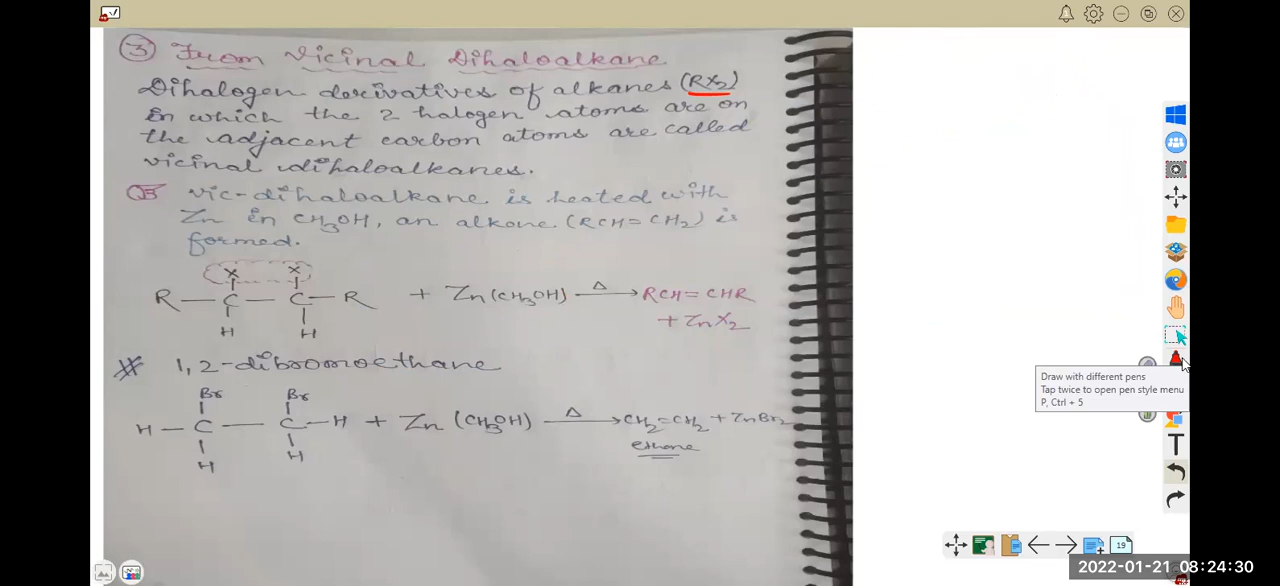 ③ From Vicinal Dihaloalkane
Dihalogen derivatives of alkanes (RX2)
in which the 2 halogen atoms are on
the adjacent carbon atoms are called
vicinal dihaloalkanes.
vic-dihaloalkane is heated with
Zn in CH3OH, an alkene (RCH=CH2) is
formed.
X X
R — C — C — R + Zn (CH3OH) Δ → RCH = CHR
H H + ZnX2
1,2-dibromoethane
Br Br
H — C — C — H + Zn (CH3OH) Δ → CH2=CH2 + ZnBr2
H H ethene
Draw with different pens
Tap twice to open pen style menu
P, Ctrl + 5
T
19
2022-01-21 08:24:30